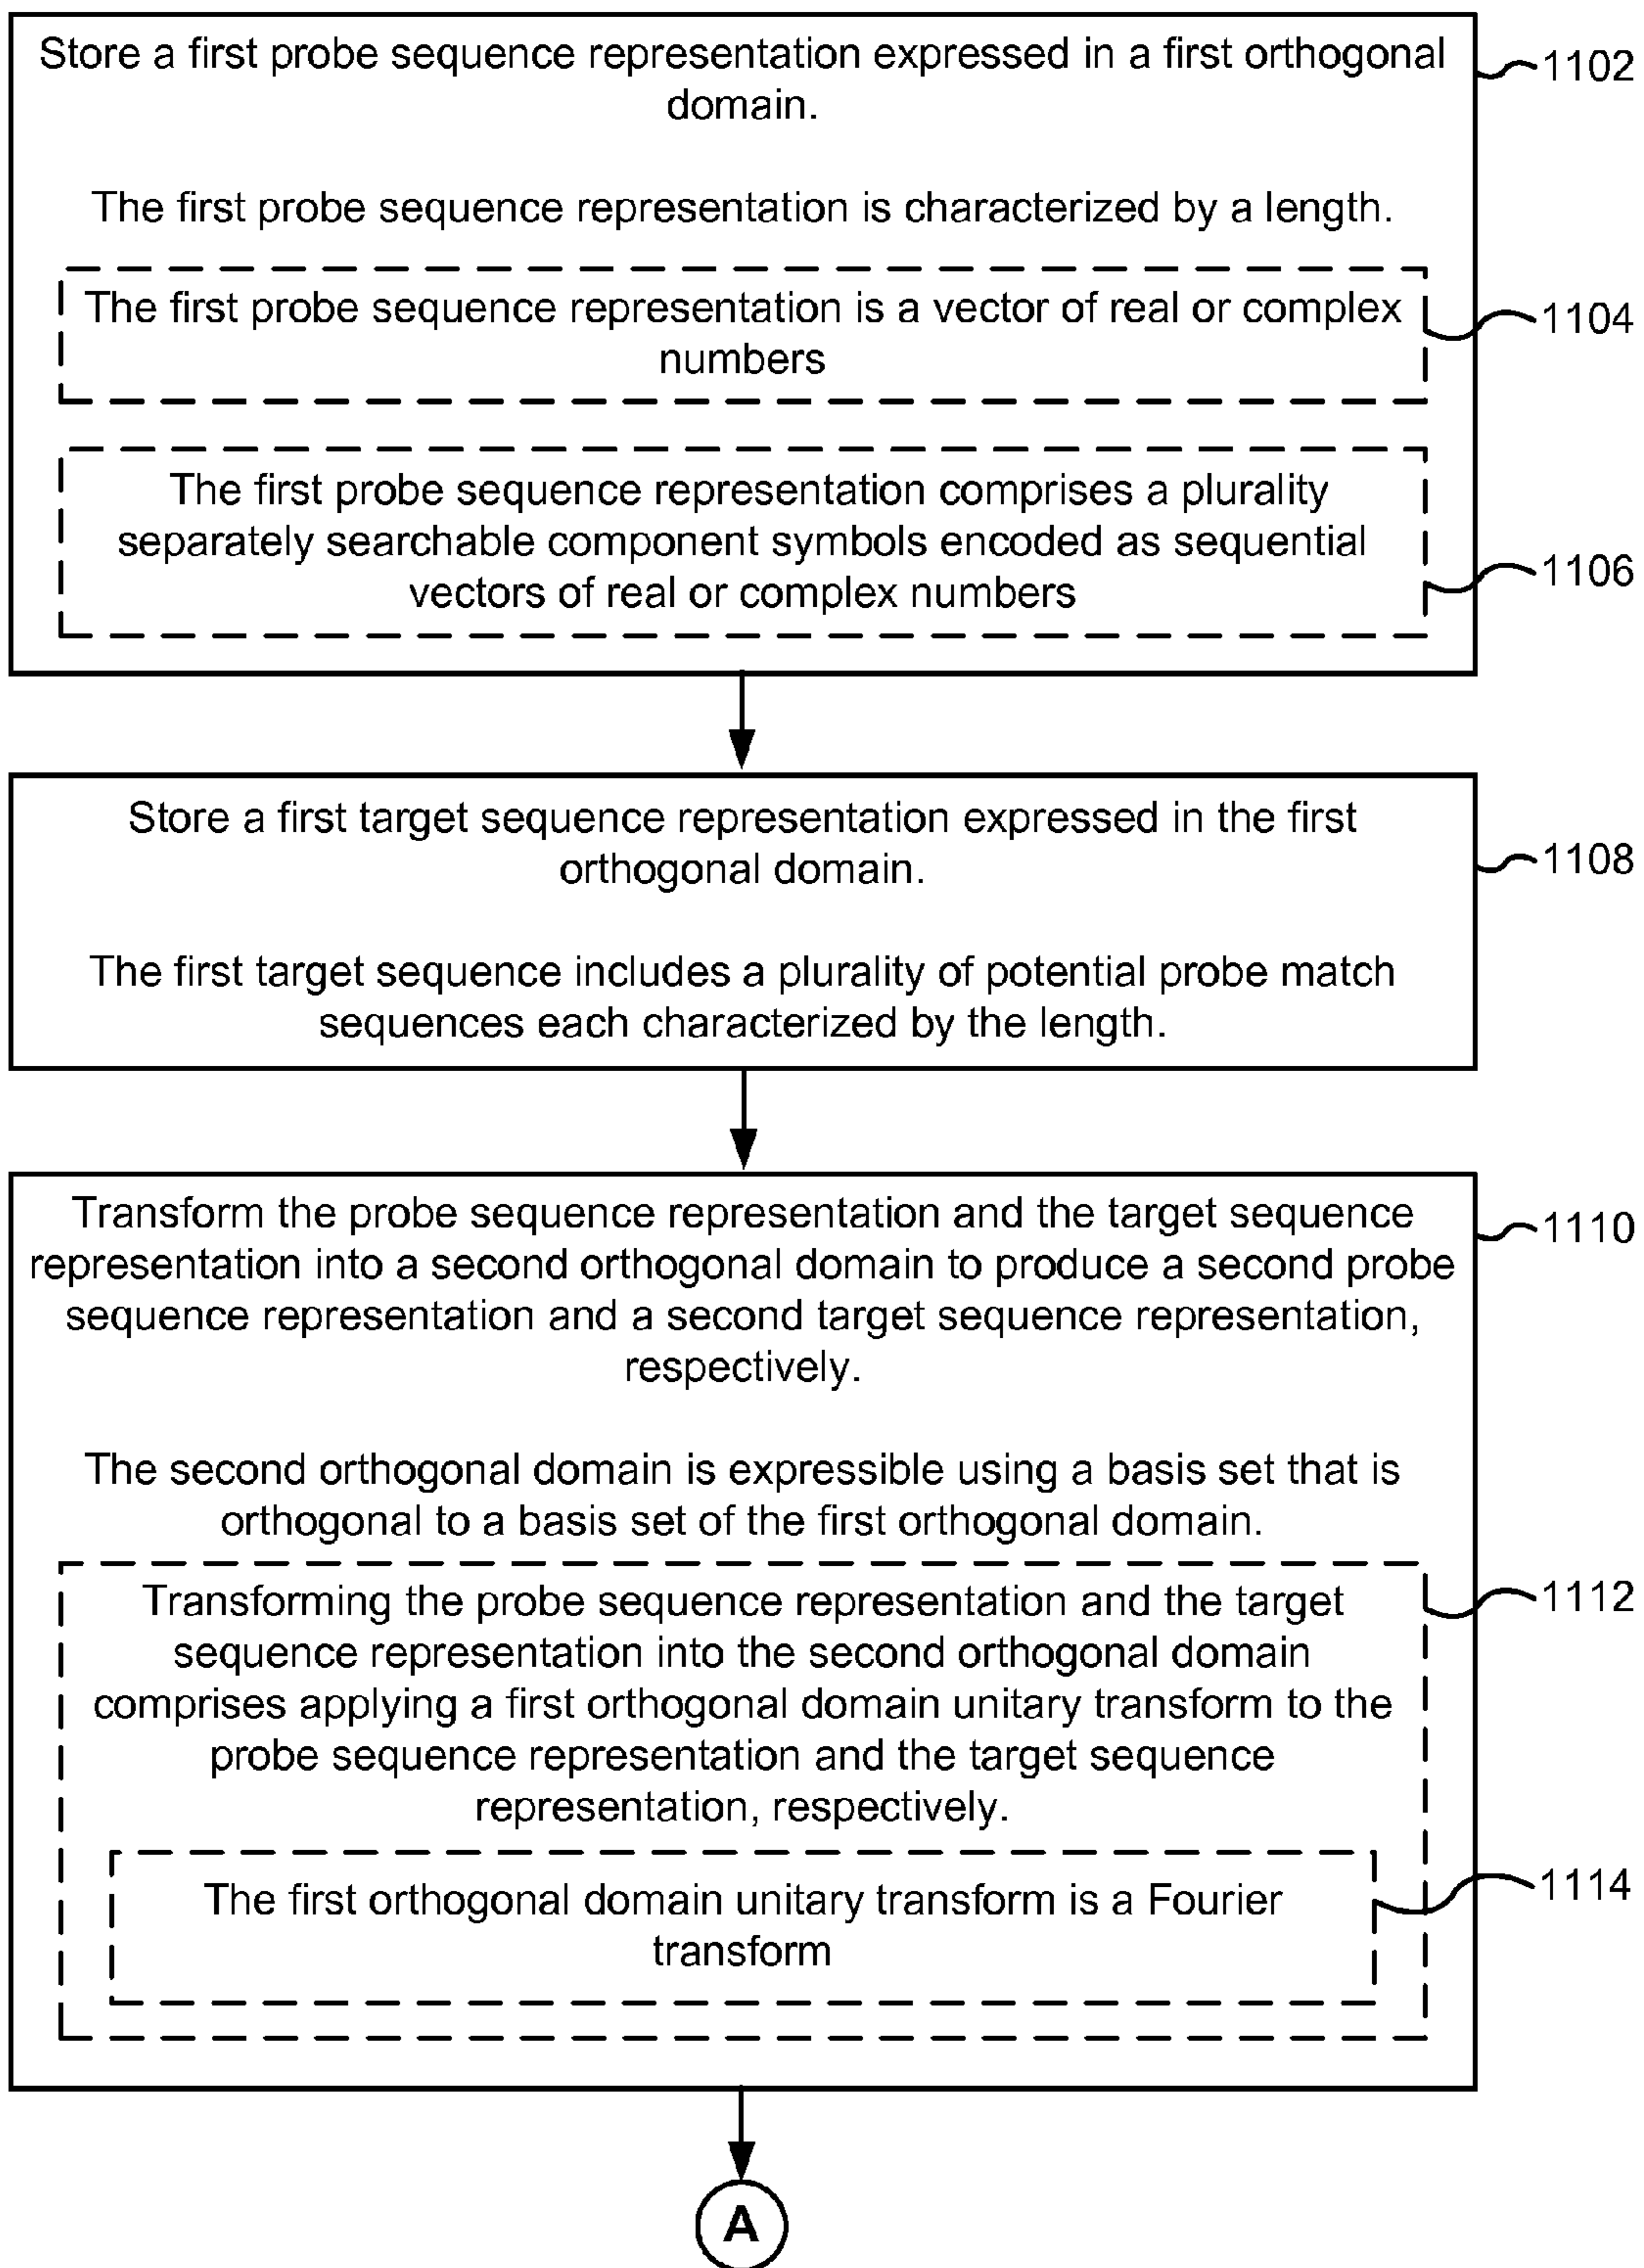 Store a first probe sequence representation expressed in a first orthogonal
domain.
1102
The first probe sequence representation is characterized by a length.
The first probe sequence representation is a vector of real or complex
numbers
1104
The first probe sequence representation comprises a plurality
separately searchable component symbols encoded as sequential
vectors of real or complex numbers
1106
Store a first target sequence representation expressed in the first
orthogonal domain.
1108
The first target sequence includes a plurality of potential probe match
sequences each characterized by the length.
Transform the probe sequence representation and the target sequence
representation into a second orthogonal domain to produce a second probe
sequence representation and a second target sequence representation,
respectively.
1110
The second orthogonal domain is expressible using a basis set that is
orthogonal to a basis set of the first orthogonal domain.
Transforming the probe sequence representation and the target
sequence representation into the second orthogonal domain
comprises applying a first orthogonal domain unitary transform to the
probe sequence representation and the target sequence
representation, respectively.
1112
The first orthogonal domain unitary transform is a Fourier
transform
1114
A